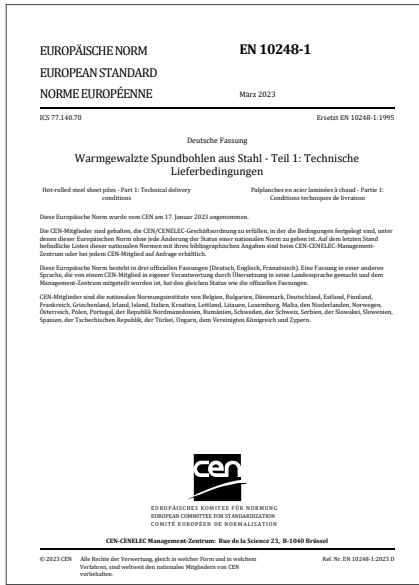 EUROPÄISCHE NORM
EUROPEAN STANDARD
NORME EUROPÉENNE
EN 10248-1
März 2023
ICS 77.140.70
Ersetzt EN 10248-1:1995
Deutsche Fassung
Warmgewalzte Spundbohlen aus Stahl - Teil 1: Technische
Lieferbedingungen
Hot-rolled steel sheet piles - Part 1: Technical delivery
conditions
Palplanches en acier laminées à chaud - Partie 1:
Conditions techniques de livraison
Diese Europäische Norm wurde vom CEN am 17. Januar 2023 angenommen.
Die CEN-Mitglieder sind gehalten, die CEN/CENELEC-Geschäftsordnung zu erfüllen, in der die Bedingungen festgelegt sind, unter
denen dieser Europäischen Norm ohne jede Änderung der Status einer nationalen Norm zu geben ist. Auf dem letzten Stand
befindliche Listen dieser nationalen Normen mit ihren bibliographischen Angaben sind beim CEN-CENELEC-Management-
Zentrum oder bei jedem CEN-Mitglied auf Anfrage erhältlich.
Diese Europäische Norm besteht in drei offiziellen Fassungen (Deutsch, Englisch, Französisch). Eine Fassung in einer anderen
Sprache, die von einem CEN-Mitglied in eigener Verantwortung durch Übersetzung in seine Landessprache gemacht und dem
Management-Zentrum mitgeteilt worden ist, hat den gleichen Status wie die offiziellen Fassungen.
CEN-Mitglieder sind die nationalen Normungsinstitute von Belgien, Bulgarien, Dänemark, Deutschland, Estland, Finnland,
Frankreich, Griechenland, Irland, Island, Italien, Kroatien, Lettland, Litauen, Luxemburg, Malta, den Niederlanden, Norwegen,
Österreich, Polen, Portugal, der Republik Nordmazedonien, Rumänien, Schweden, der Schweiz, Serbien, der Slowakei, Slowenien,
Spanien, der Tschechischen Republik, der Türkei, Ungarn, dem Vereinigten Königreich und Zypern.
cen
EUROPÄISCHES KOMITEE FÜR NORMUNG
EUROPEAN COMMITTEE FOR STANDARDIZATION
COMITÉ EUROPÉEN DE NORMALISATION
CEN-CENELEC Management-Zentrum: Rue de la Science 23, B-1040 Brüssel
© 2023 CEN
Alle Rechte der Verwertung, gleich in welcher Form und in welchem
Verfahren, sind weltweit den nationalen Mitgliedern von CEN
vorbehalten.
Ref. Nr. EN 10248-1:2023 D